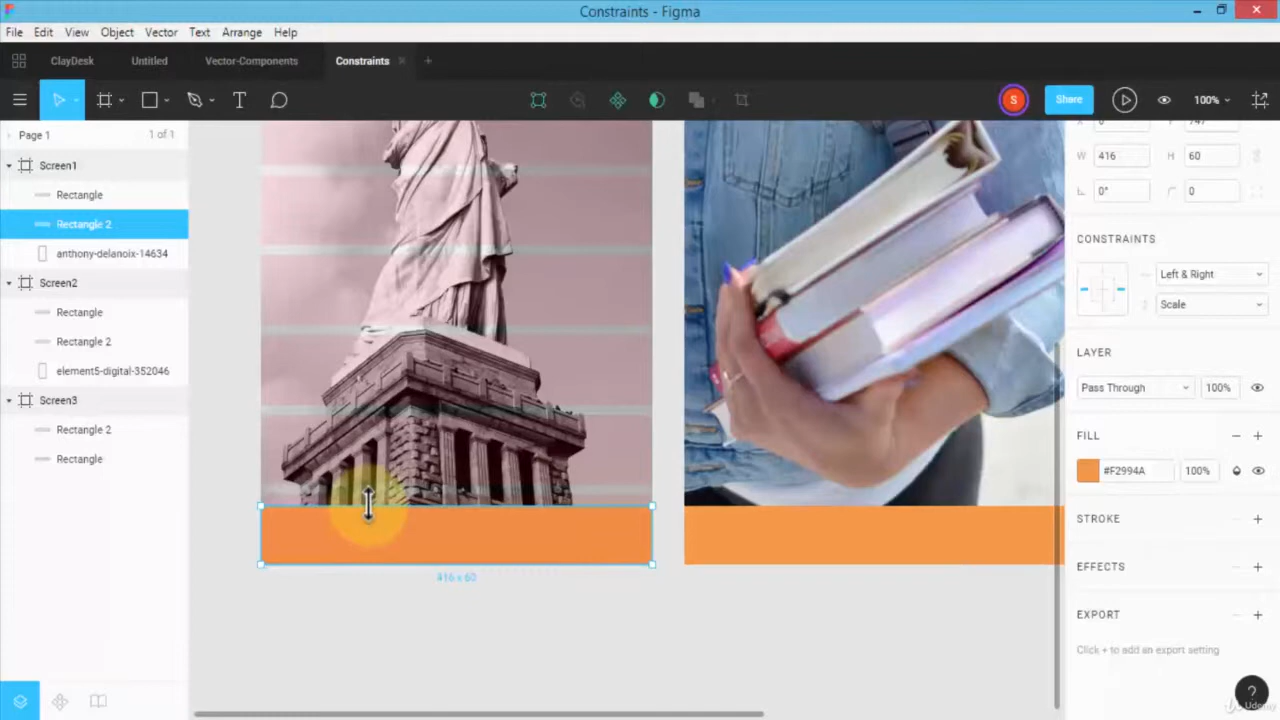 Constraints - Figma
File Edit View Object Vector Text Arrange Help
ClayDesk Untitled Vector-Components Constraints
S Share 100%
Page 1 1 of 1
Screen1
Rectangle
Rectangle 2
anthony-delanoix-14634
Screen2
Rectangle
Rectangle 2
element5-digital-352046
Screen3
Rectangle 2
Rectangle
416 x 60
W 416 H 60
0° 0
CONSTRAINTS
Left & Right
Scale
LAYER
Pass Through 100%
FILL
#F2994A 100%
STROKE
EFFECTS
EXPORT
Click + to add an export setting
?
Udemy